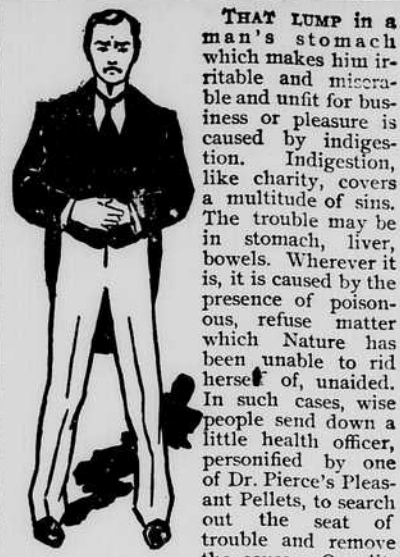 THAT LUMP in a
man's stomach
which makes him ir-
ritable and misera-
ble and unfit for bus-
iness or pleasure is
caused by indiges-
tion. Indigestion,
like charity, covers
a multitude of sins.
The trouble may be
in stomach, liver,
bowels. Wherever it
is, it is caused by the
presence of poison-
ous, refuse matter
which Nature has
been unable to rid
herself of, unaided.
In such cases, wise
people send down a
little health officer,
personified by one
of Dr. Pierce's Pleas-
ant Pellets, to search
out the seat of
trouble and remove